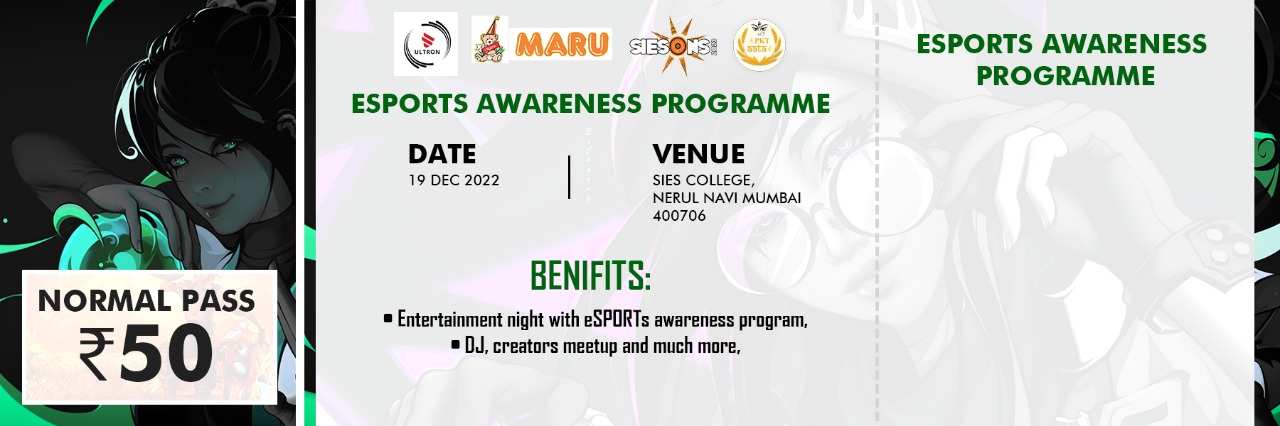 ULTRON
MARU
SIESONS
PKT
ESPORTS AWARENESS PROGRAMME
DATE
19 DEC 2022
VENUE
SIES COLLEGE,
NERUL NAVI MUMBAI
400706
BENIFITS:
• Entertainment night with eSPORTs awareness program,
• DJ, creators meetup and much more,
NORMAL PASS
₹50
ESPORTS AWARENESS
PROGRAMME